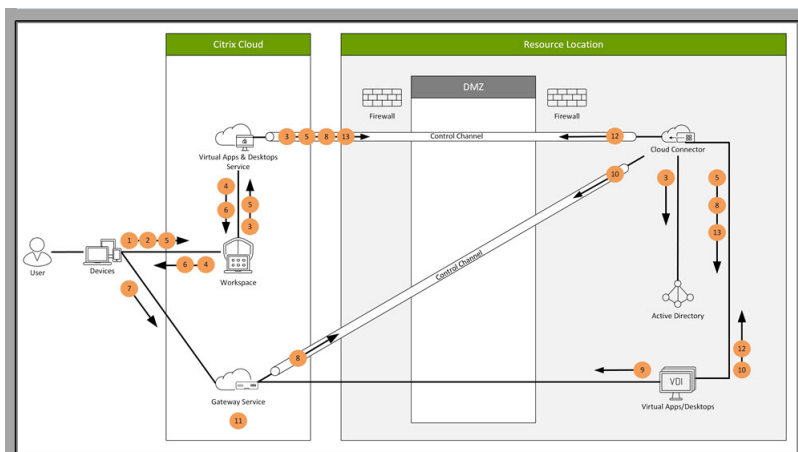 Citrix Cloud
Resource Location
DMZ
Firewall
Firewall
3 5 8 13
Control Channel
12
Virtual Apps & Desktops
Service
Cloud Connector
4
6
5
3
10
3
5
8
13
1 2 5
User
Devices
6 4
Workspace
Control Channel
7
Active Directory
8
12
10
9
VDI
Gateway Service
Virtual Apps/Desktops
11